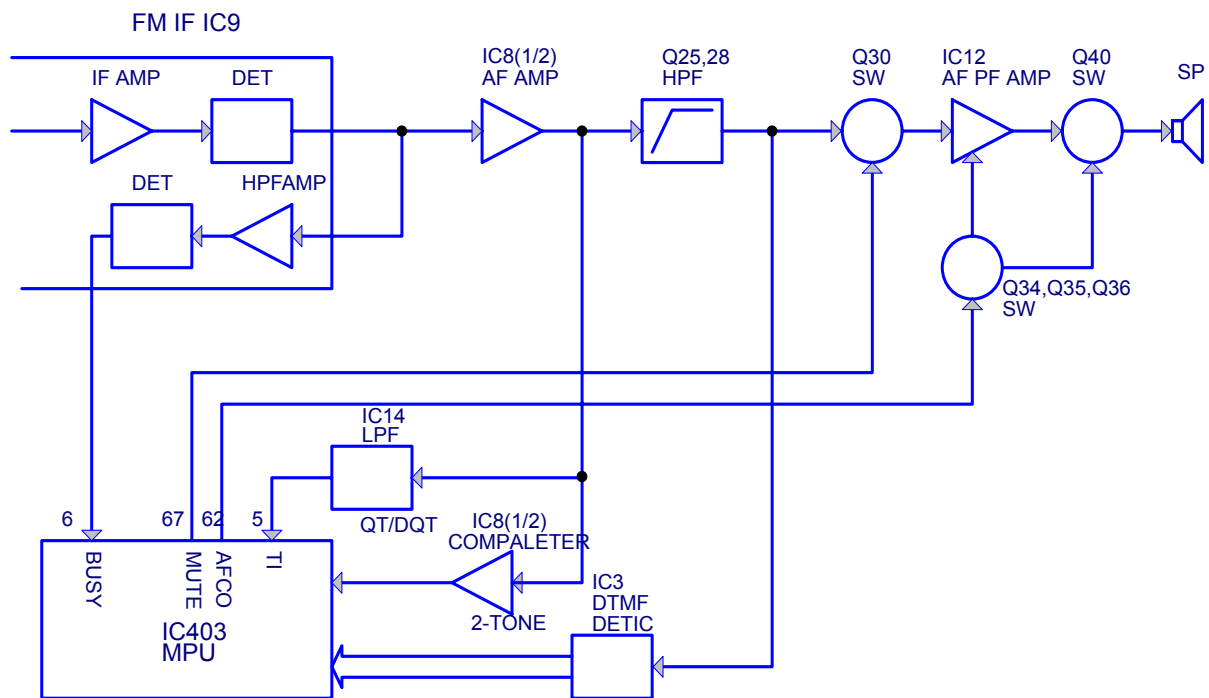 FM IF IC9
IF AMP
DET
IC8(1/2)
AF AMP
Q25,28
HPF
Q30
SW
IC12
AF PF AMP
Q40
SW
SP
DET
HPFAMP
Q34,Q35,Q36
SW
IC14
LPF
QT/DQT
IC8(1/2)
COMPALETER
2-TONE
IC3
DTMF
DETIC
6
67
62
5
BUSY
MUTE
AFCO
TI
IC403
MPU